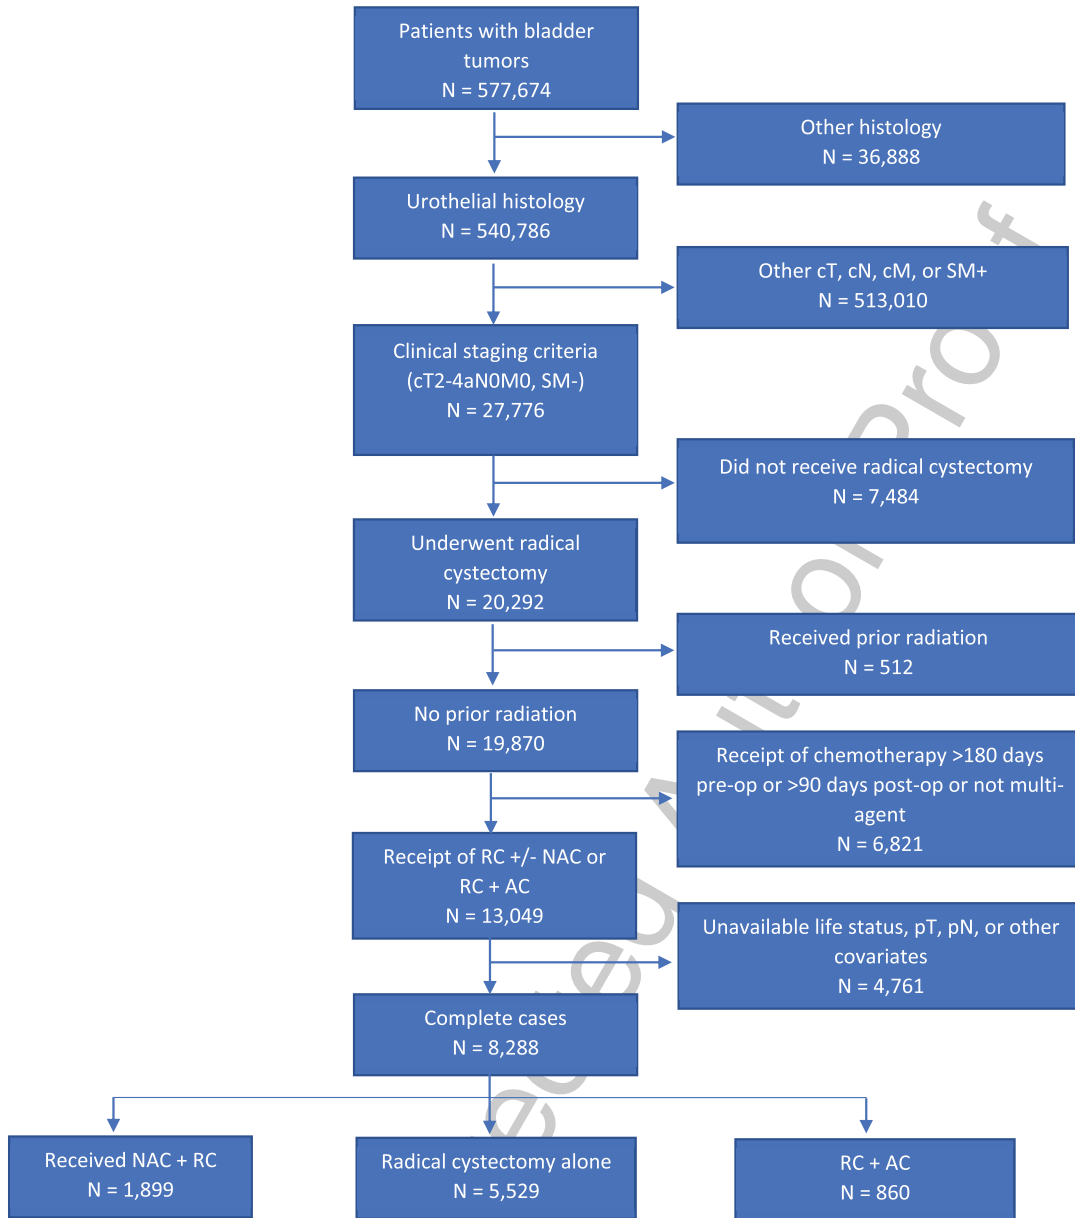 Patients with bladder
tumors
N = 577,674
Other histology
N = 36,888
Urothelial histology
N = 540,786
Other cT, cN, cM, or SM+
N = 513,010
Clinical staging criteria
(cT2-4aN0M0, SM-)
N = 27,776
Did not receive radical cystectomy
N = 7,484
Underwent radical
cystectomy
N = 20,292
Received prior radiation
N = 512
No prior radiation
N = 19,870
Receipt of chemotherapy >180 days
pre-op or >90 days post-op or not multi-
agent
N = 6,821
Receipt of RC +/- NAC or
RC + AC
N = 13,049
Unavailable life status, pT, pN, or other
covariates
N = 4,761
Complete cases
N = 8,288
Received NAC + RC
N = 1,899
Radical cystectomy alone
N = 5,529
RC + AC
N = 860